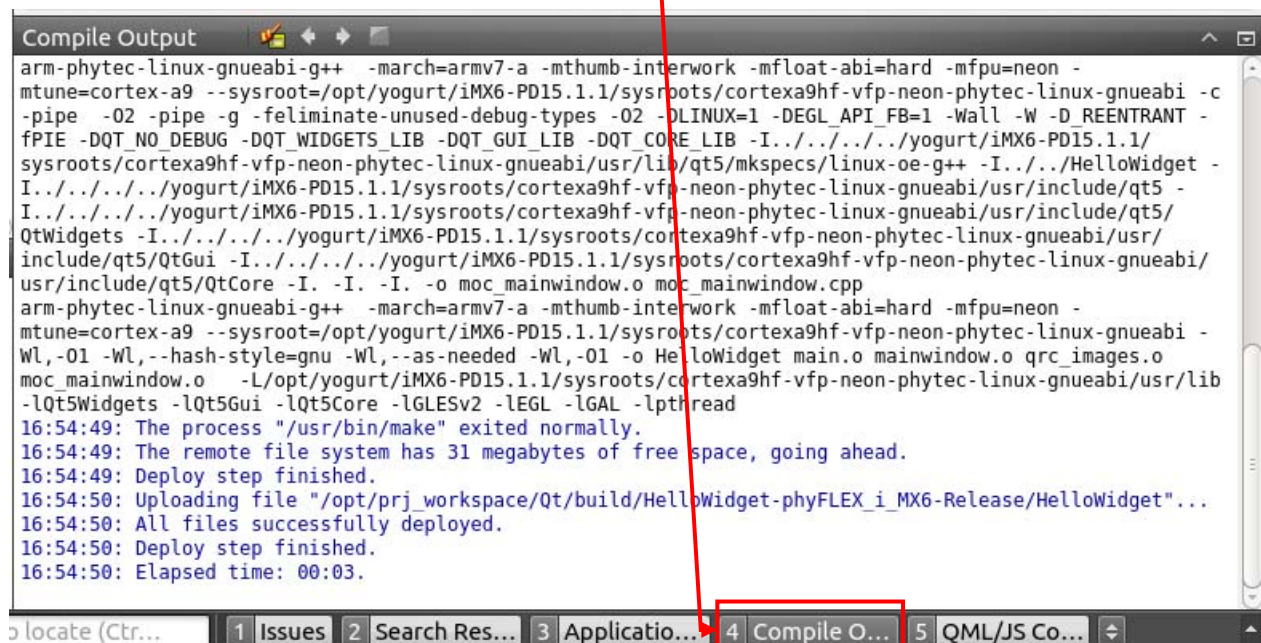 Compile Output
arm-phytec-linux-gnueabi-g++ -march=armv7-a -mthumb-interwork -mfloat-abi=hard -mfpu=neon -
mtune=cortex-a9 --sysroot=/opt/yogurt/iMX6-PD15.1.1/sysroots/cortexa9hf-vfp-neon-phytec-linux-gnueabi -c
-pipe -O2 -pipe -g -feliminate-unused-debug-types -O2 -DLINUX=1 -DEGL_API_FB=1 -Wall -W -D_REENTRANT -
fPIE -DQT_NO_DEBUG -DQT_WIDGETS_LIB -DQT_GUI_LIB -DQT_CORE_LIB -I../../../../yogurt/iMX6-PD15.1.1/
sysroots/cortexa9hf-vfp-neon-phytec-linux-gnueabi/usr/lib/qt5/mkspecs/linux-oe-g++ -I../../HelloWidget -
I../../../../yogurt/iMX6-PD15.1.1/sysroots/cortexa9hf-vfp-neon-phytec-linux-gnueabi/usr/include/qt5 -
I../../../../yogurt/iMX6-PD15.1.1/sysroots/cortexa9hf-vfp-neon-phytec-linux-gnueabi/usr/include/qt5/
QtWidgets -I../../../../yogurt/iMX6-PD15.1.1/sysroots/cortexa9hf-vfp-neon-phytec-linux-gnueabi/usr/
include/qt5/QtGui -I../../../../yogurt/iMX6-PD15.1.1/sysroots/cortexa9hf-vfp-neon-phytec-linux-gnueabi/
usr/include/qt5/QtCore -I. -I. -I. -o moc_mainwindow.o moc_mainwindow.cpp
arm-phytec-linux-gnueabi-g++ -march=armv7-a -mthumb-interwork -mfloat-abi=hard -mfpu=neon -
mtune=cortex-a9 --sysroot=/opt/yogurt/iMX6-PD15.1.1/sysroots/cortexa9hf-vfp-neon-phytec-linux-gnueabi -
Wl,-O1 -Wl,--hash-style=gnu -Wl,--as-needed -Wl,-O1 -o HelloWidget main.o mainwindow.o qrc_images.o
moc_mainwindow.o -L/opt/yogurt/iMX6-PD15.1.1/sysroots/cortexa9hf-vfp-neon-phytec-linux-gnueabi/usr/lib
-lQt5Widgets -lQt5Gui -lQt5Core -lGLESv2 -lEGL -lGAL -lpthread
16:54:49: The process "/usr/bin/make" exited normally.
16:54:49: The remote file system has 31 megabytes of free space, going ahead.
16:54:49: Deploy step finished.
16:54:50: Uploading file "/opt/prj_workspace/Qt/build/HelloWidget-phyFLEX_i_MX6-Release/HelloWidget"...
16:54:50: All files successfully deployed.
16:54:50: Deploy step finished.
16:54:50: Elapsed time: 00:03.
o locate (Ctr... 1 Issues 2 Search Res... 3 Applicatio... 4 Compile O... 5 QML/JS Co...